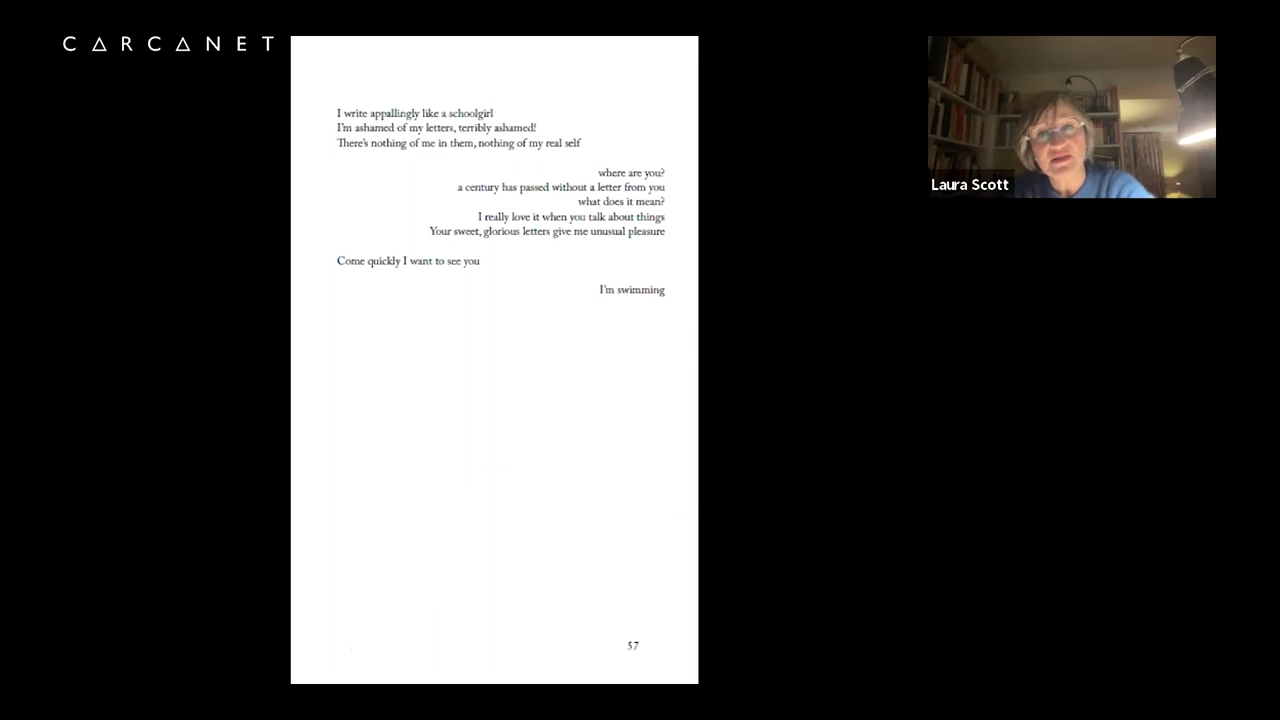 CARCANET
I write appallingly like a schoolgirl
I'm ashamed of my letters, terribly ashamed!
There's nothing of me in them, nothing of my real self
where are you?
a century has passed without a letter from you
what does it mean?
I really love it when you talk about things
Your sweet, glorious letters give me unusual pleasure
Come quickly I want to see you
I'm swimming
57
Laura Scott